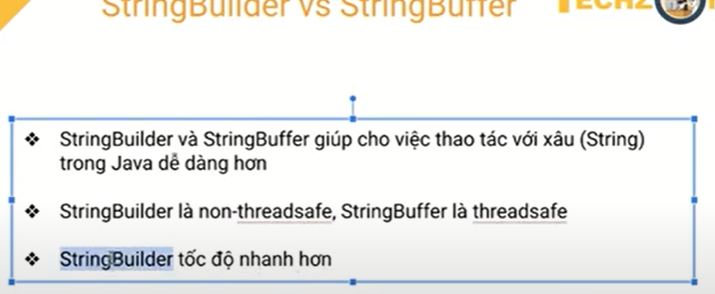 StringBuilder vs StringBuffer
TECHZ
❖ StringBuilder và StringBuffer giúp cho việc thao tác với xâu (String)
trong Java dễ dàng hơn
❖ StringBuilder là non-threadsafe, StringBuffer là threadsafe
❖ StringBuilder tốc độ nhanh hơn